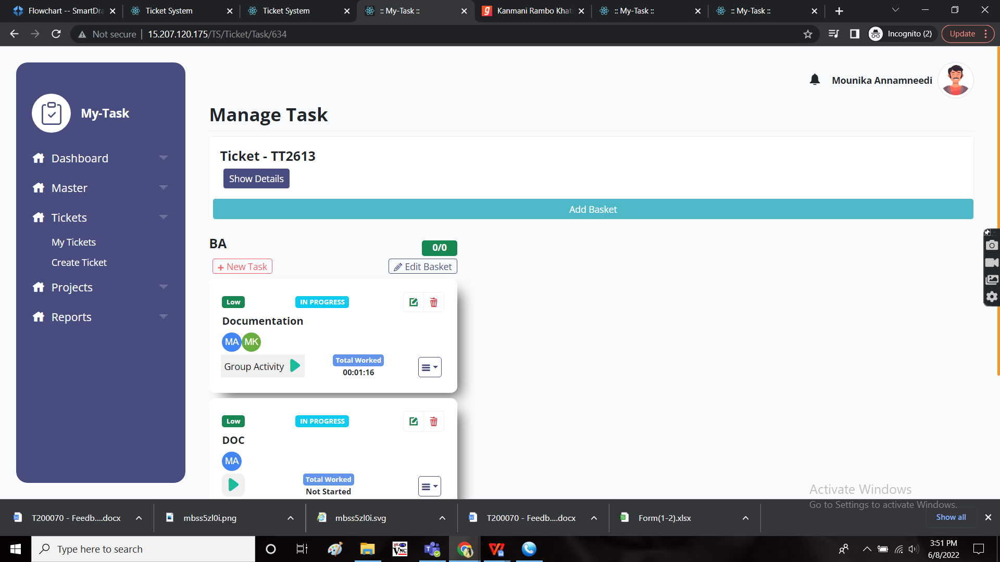 Flowchart -- SmartDra
Ticket System
Ticket System
:: My-Task ::
Kanmani Rambo Khati
:: My-Task ::
:: My-Task ::
Not secure
15.207.120.175/TS/Ticket/Task/634
Incognito (2)
Update
Mounika Annamneedi
My-Task
Dashboard
Master
Tickets
My Tickets
Create Ticket
Projects
Reports
Manage Task
Ticket - TT2613
Show Details
Add Basket
BA
0/0
+ New Task
Edit Basket
Low
IN PROGRESS
Documentation
MA
MK
Group Activity
Total Worked
00:01:16
Low
IN PROGRESS
DOC
MA
Total Worked
Not Started
Activate Windows
Go to Settings to activate Windows.
T200070 - Feedb....docx
mbss5zl0i.png
mbss5zl0i.svg
T200070 - Feedb....docx
Form(1-2).xlsx
Show all
Type here to search
3:51 PM
6/8/2022